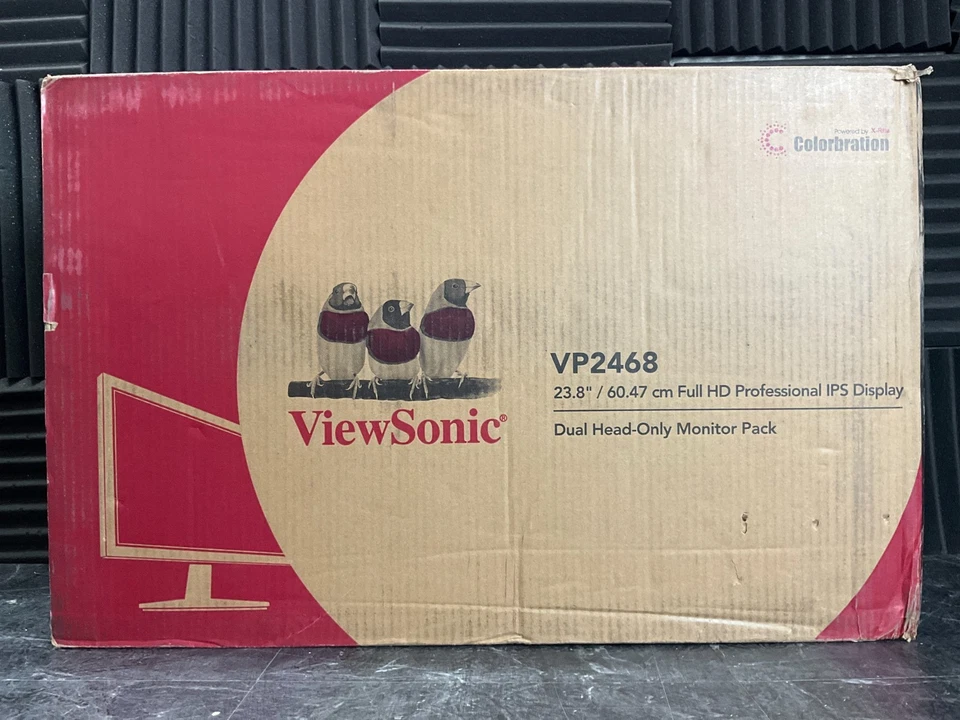 Powered by X-Rite
Colorbration
VP2468
23.8" / 60.47 cm Full HD Professional IPS Display
Dual Head-Only Monitor Pack
ViewSonic®